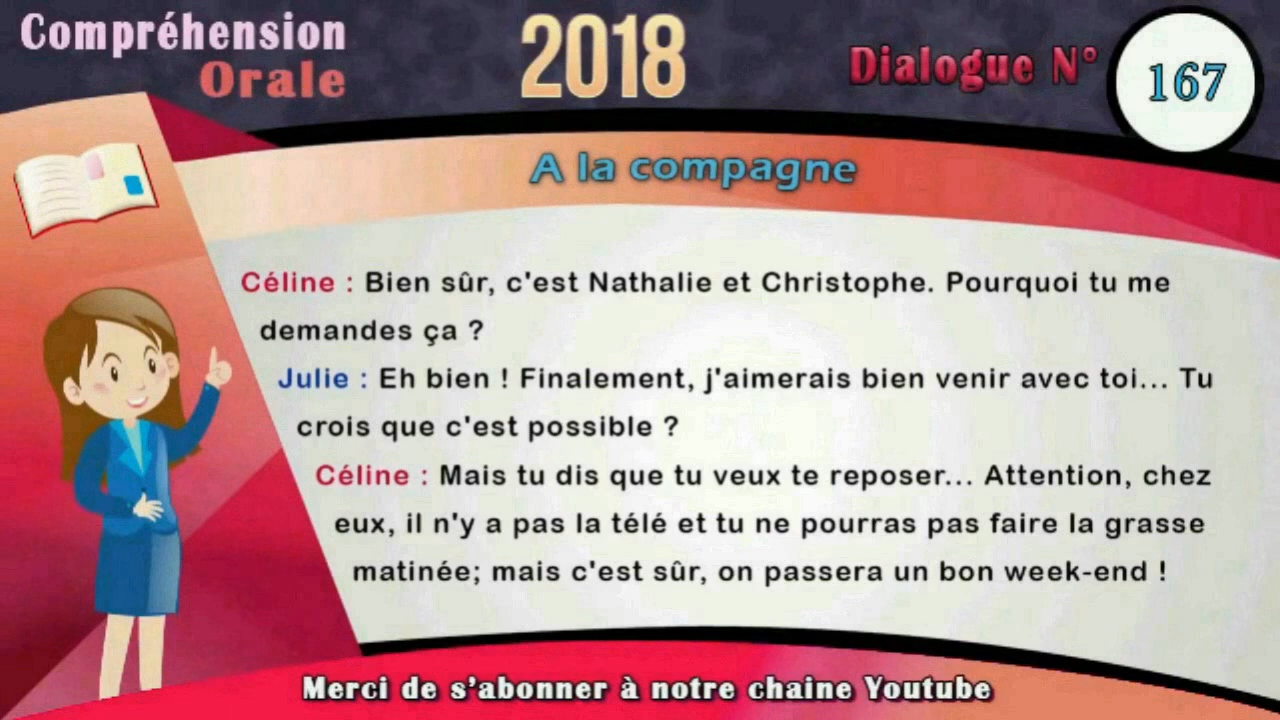 Compréhension
Orale
2018
Dialogue N°
167
A la compagne
Céline : Bien sûr, c'est Nathalie et Christophe. Pourquoi tu me
demandes ça ?
Julie : Eh bien ! Finalement, j'aimerais bien venir avec toi... Tu
crois que c'est possible ?
Céline : Mais tu dis que tu veux te reposer... Attention, chez
eux, il n'y a pas la télé et tu ne pourras pas faire la grasse
matinée; mais c'est sûr, on passera un bon week-end !
Merci de s'abonner à notre chaine Youtube